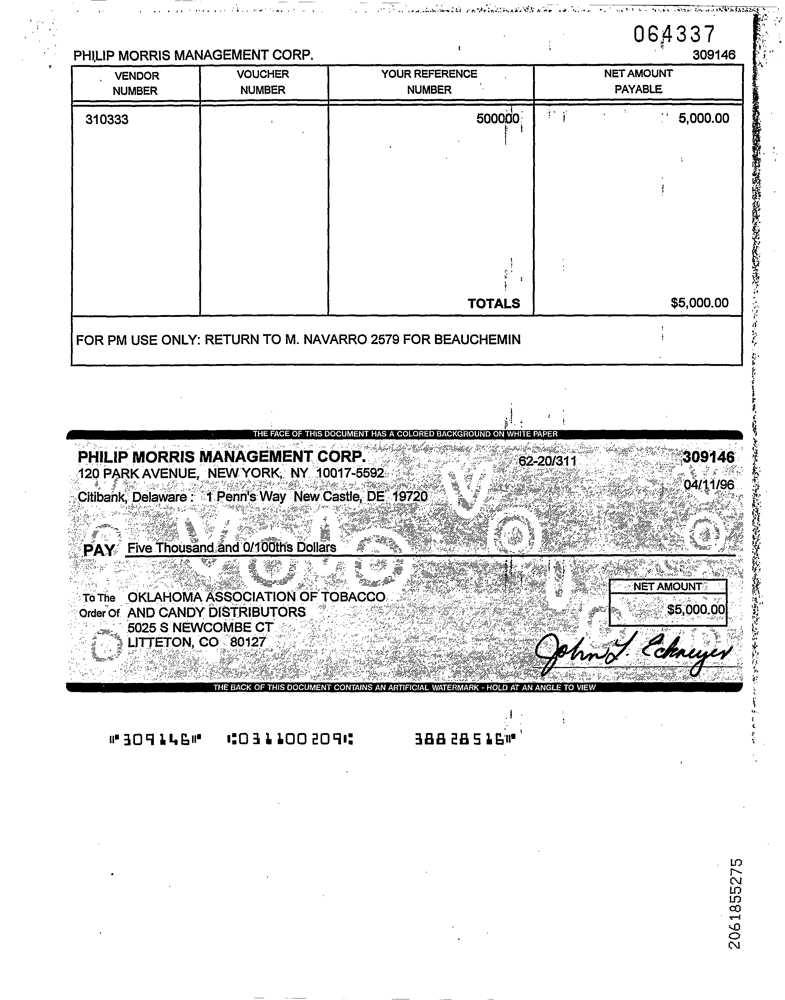 064337
PHILIP MORRIS MANAGEMENT CORP. 309146
VENDOR NUMBER VOUCHER NUMBER YOUR REFERENCE NUMBER NET AMOUNT PAYABLE
310333 500000 5,000.00
TOTALS $5,000.00
FOR PM USE ONLY: RETURN TO M. NAVARRO 2579 FOR BEAUCHEMIN
THE FACE OF THIS DOCUMENT HAS A COLORED BACKGROUND ON WHITE PAPER
PHILIP MORRIS MANAGEMENT CORP. 62-20/311 309146
120 PARK AVENUE, NEW YORK, NY 10017-5592
04/11/96
Citibank, Delaware : 1 Penn's Way New Castle, DE 19720
Void Void
PAY Five Thousand and 0/100ths Dollars
NET AMOUNT
To The OKLAHOMA ASSOCIATION OF TOBACCO
Order Of AND CANDY DISTRIBUTORS $5,000.00
5025 S NEWCOMBE CT
LITTETON, CO 80127
John L. Eckmeyer
THE BACK OF THIS DOCUMENT CONTAINS AN ARTIFICIAL WATERMARK - HOLD AT AN ANGLE TO VIEW
⑈309146⑈ ⑆031100209⑆ 38828516⑈
2061855275